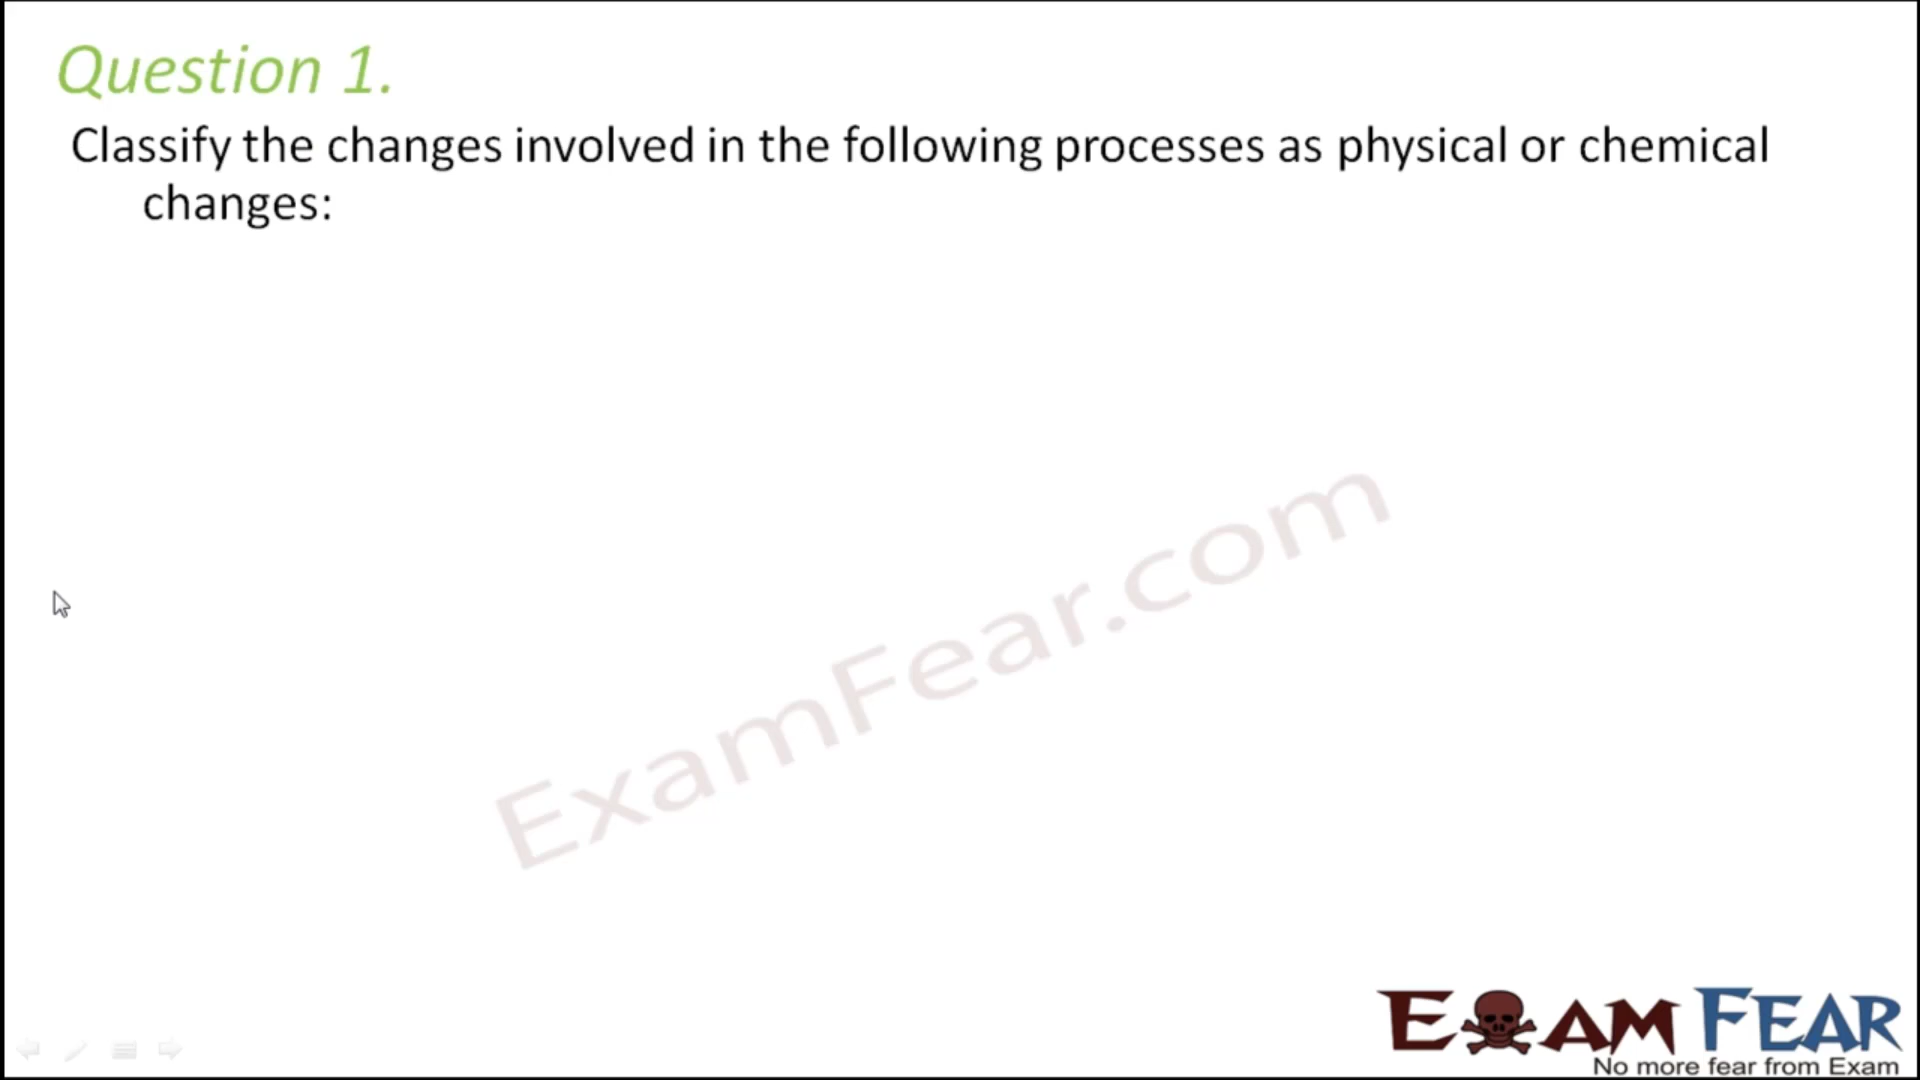 Question 1.
Classify the changes involved in the following processes as physical or chemical
changes:
ExamFear.com
EXAM FEAR
No more fear from Exam